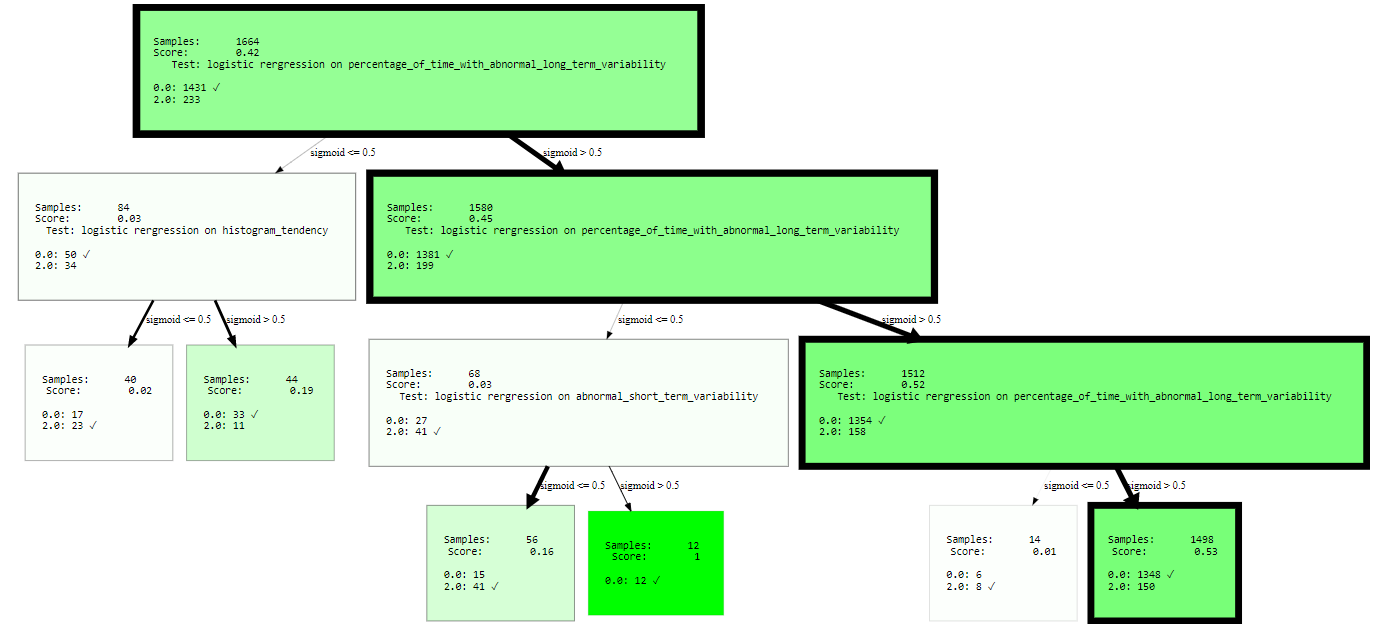 Samples: 1664
Score: 0.42
Test: logistic rergression on percentage_of_time_with_abnormal_long_term_variability
0.0: 1431 ✓
2.0: 233
sigmoid <= 0.5
sigmoid > 0.5
Samples: 84
Score: 0.03
Test: logistic rergression on histogram_tendency
0.0: 50 ✓
2.0: 34
Samples: 1580
Score: 0.45
Test: logistic rergression on percentage_of_time_with_abnormal_long_term_variability
0.0: 1381 ✓
2.0: 199
sigmoid <= 0.5
sigmoid > 0.5
sigmoid <= 0.5
sigmoid > 0.5
Samples: 40
Score: 0.02
0.0: 17
2.0: 23 ✓
Samples: 44
Score: 0.19
0.0: 33 ✓
2.0: 11
Samples: 68
Score: 0.03
Test: logistic rergression on abnormal_short_term_variability
0.0: 27
2.0: 41 ✓
Samples: 1512
Score: 0.52
Test: logistic rergression on percentage_of_time_with_abnormal_long_term_variability
0.0: 1354 ✓
2.0: 158
sigmoid <= 0.5
sigmoid > 0.5
sigmoid <= 0.5
sigmoid > 0.5
Samples: 56
Score: 0.16
0.0: 15
2.0: 41 ✓
Samples: 12
Score: 1
0.0: 12 ✓
Samples: 14
Score: 0.01
0.0: 6
2.0: 8 ✓
Samples: 1498
Score: 0.53
0.0: 1348 ✓
2.0: 150